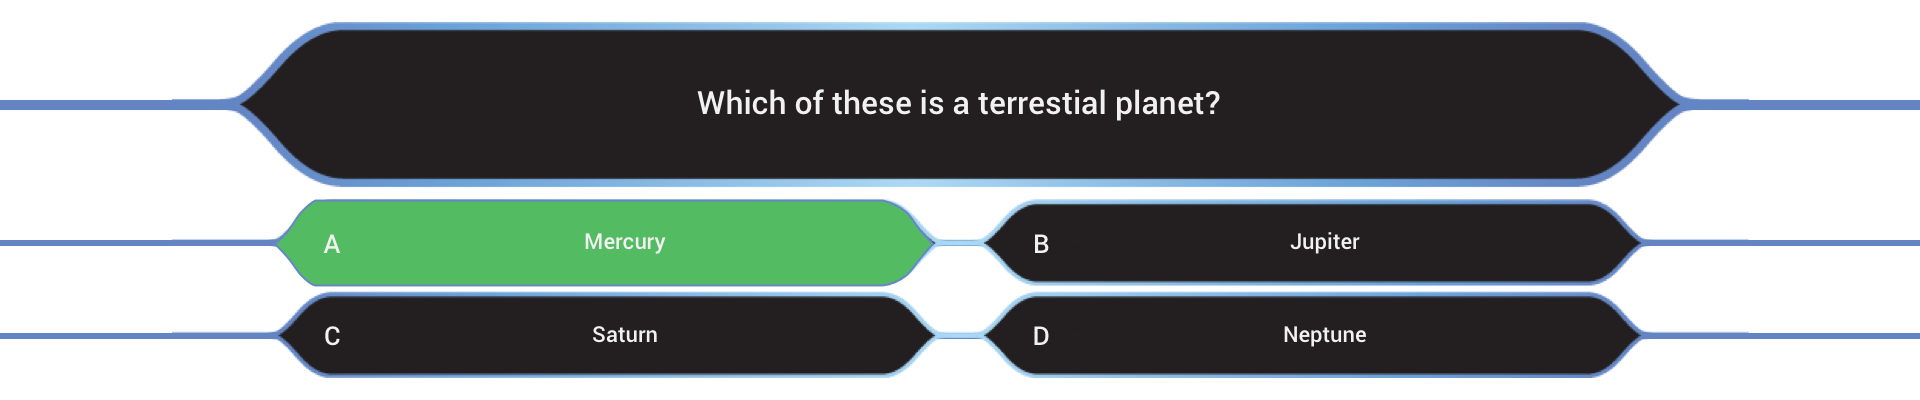 Which of these is a terrestial planet?
A Mercury
B Jupiter
C Saturn
D Neptune